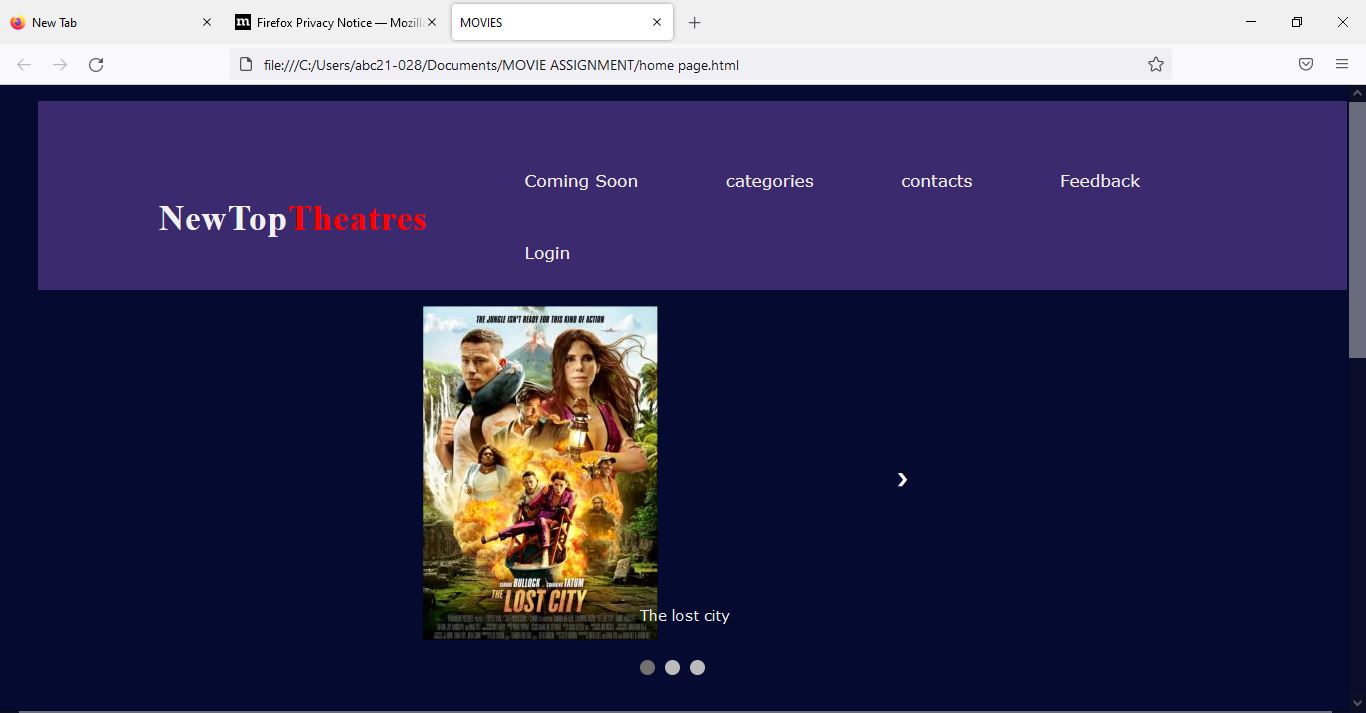 New Tab
m Firefox Privacy Notice — Mozill
MOVIES
file:///C:/Users/abc21-028/Documents/MOVIE ASSIGNMENT/home page.html
Coming Soon categories contacts Feedback
NewTopTheatres
Login
THE JUNGLE ISN'T READY FOR THIS KIND OF ACTION
SANDRA BULLOCK CHANNING TATUM
THE LOST CITY
The lost city